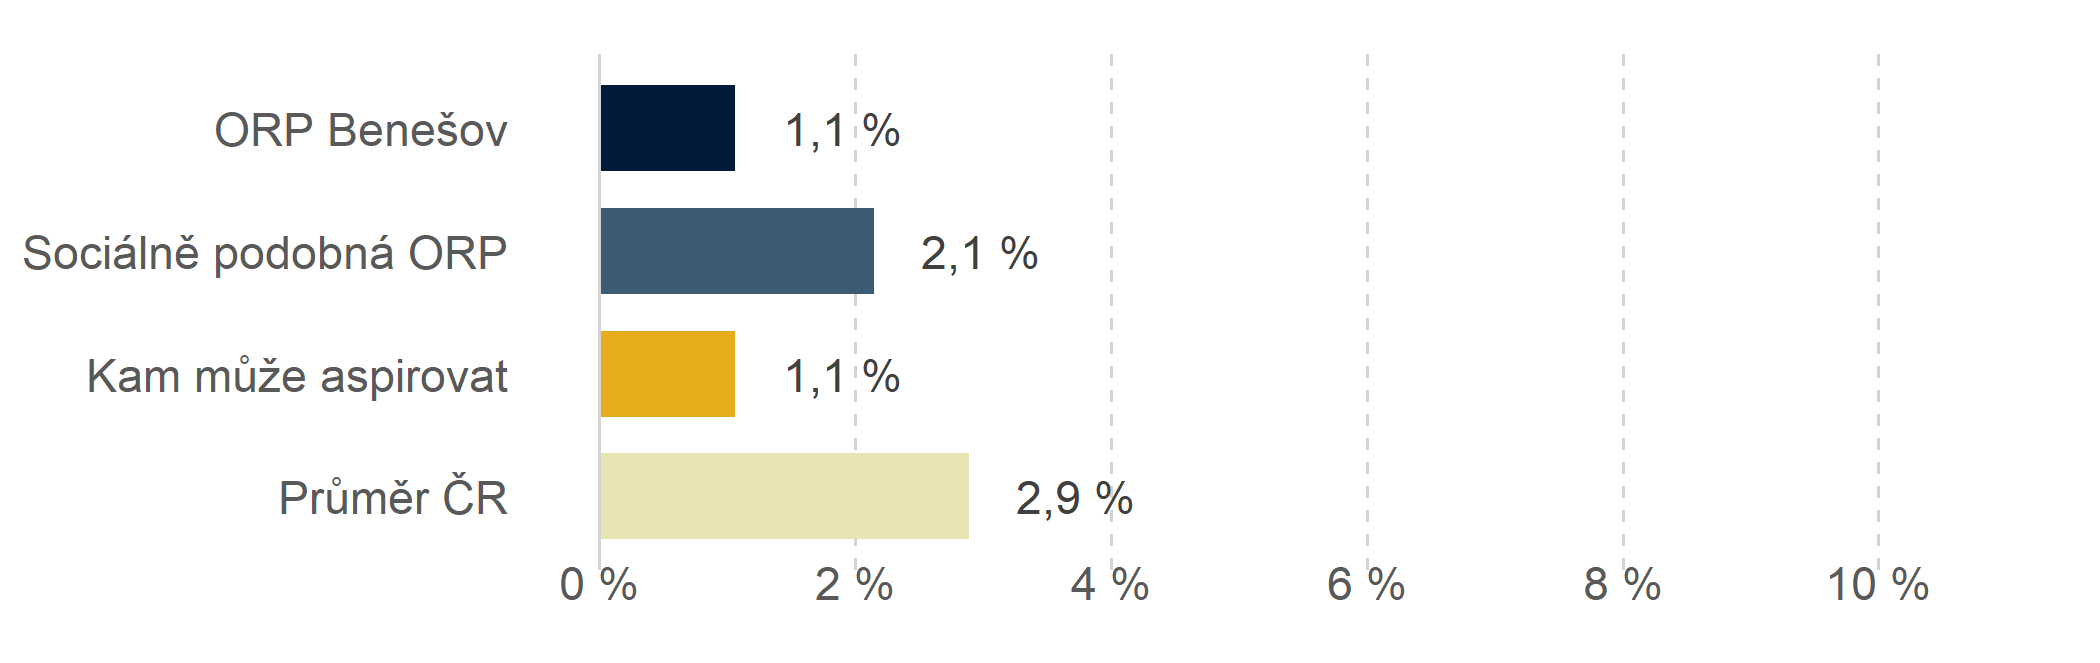 ORP Benešov 1,1 %
Sociálně podobná ORP 2,1 %
Kam může aspirovat 1,1 %
Průměr ČR 2,9 %
0 % 2 % 4 % 6 % 8 % 10 %